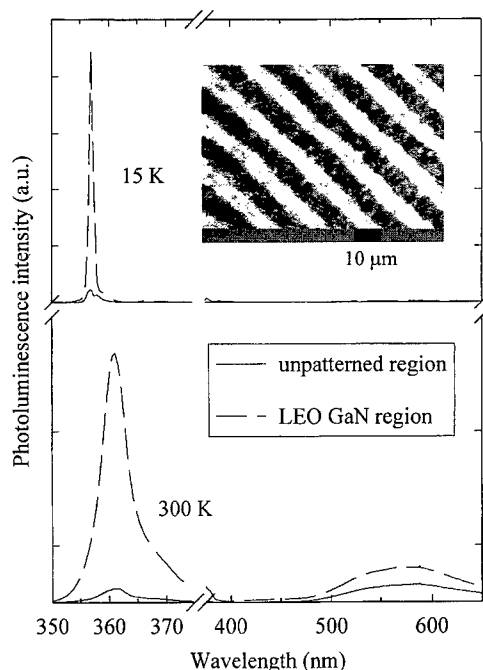 Photoluminescence intensity (a.u.)
15 K
10 μm
unpatterned region
LEO GaN region
300 K
350 360 370 400 500 600
Wavelength (nm)